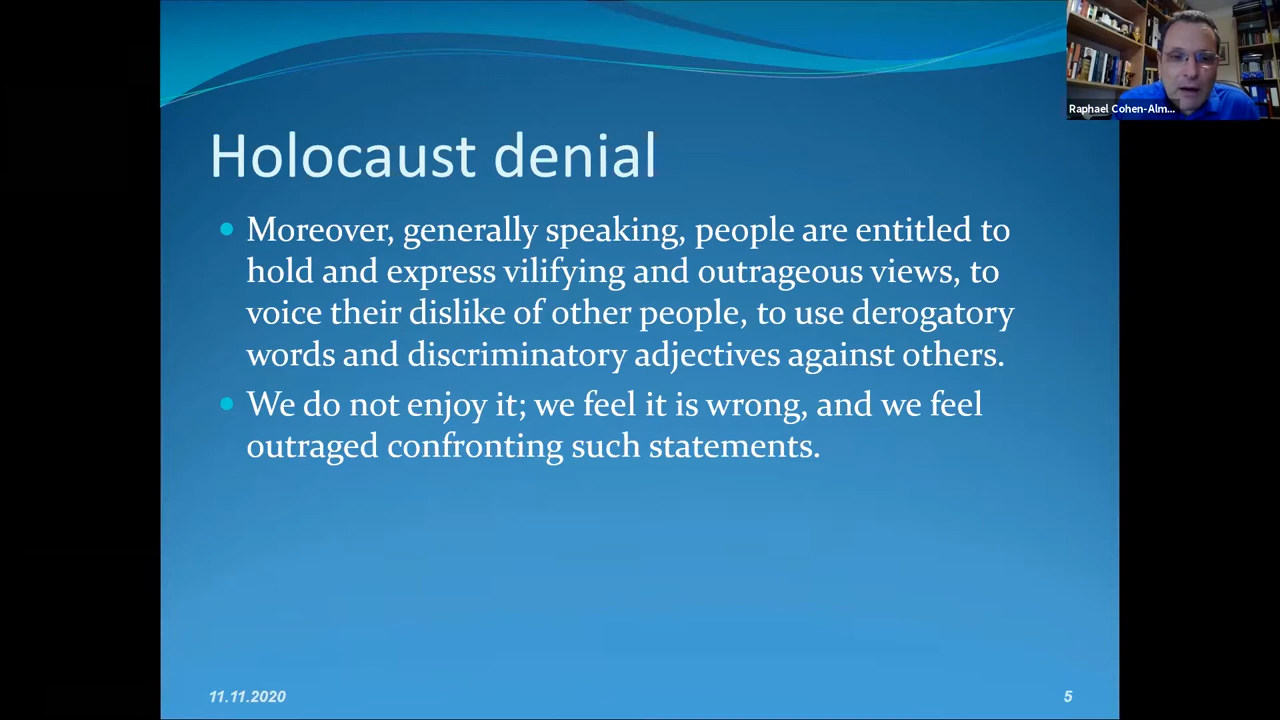 Raphael Cohen-Alm...
Holocaust denial
Moreover, generally speaking, people are entitled to
hold and express vilifying and outrageous views, to
voice their dislike of other people, to use derogatory
words and discriminatory adjectives against others.
We do not enjoy it; we feel it is wrong, and we feel
outraged confronting such statements.
11.11.2020
5